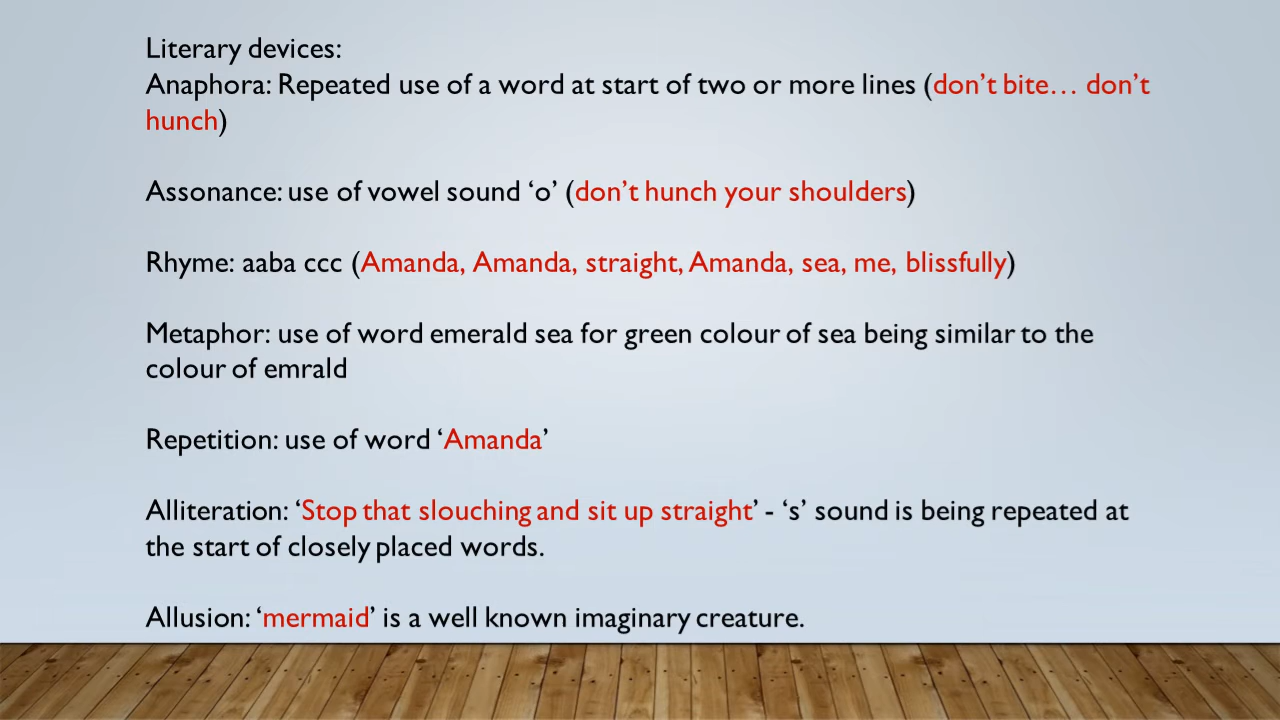 Literary devices:
Anaphora: Repeated use of a word at start of two or more lines (don’t bite… don’t
hunch)
Assonance: use of vowel sound ‘o’ (don’t hunch your shoulders)
Rhyme: aaba ccc (Amanda, Amanda, straight, Amanda, sea, me, blissfully)
Metaphor: use of word emerald sea for green colour of sea being similar to the
colour of emrald
Repetition: use of word ‘Amanda’
Alliteration: ‘Stop that slouching and sit up straight’ - ‘s’ sound is being repeated at
the start of closely placed words.
Allusion: ‘mermaid’ is a well known imaginary creature.